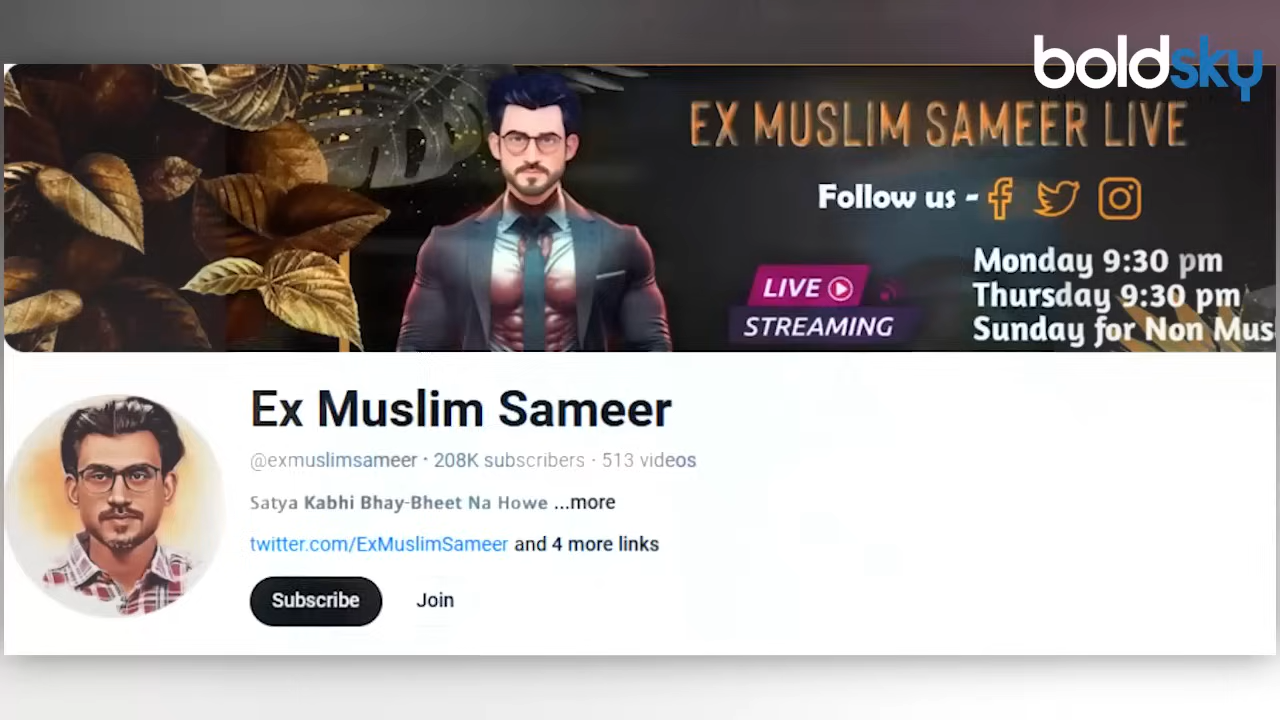 boldsky
EX MUSLIM SAMEER LIVE
Follow us -
LIVE
STREAMING
Monday 9:30 pm
Thursday 9:30 pm
Sunday for Non Mus
Ex Muslim Sameer
@exmuslimsameer · 208K subscribers · 513 videos
Satya Kabhi Bhay-Bheet Na Howe ...more
twitter.com/ExMuslimSameer and 4 more links
Subscribe Join